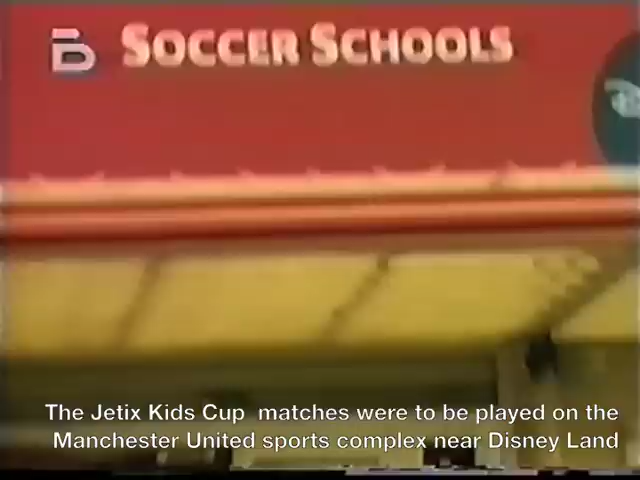 SOCCER SCHOOLS
The Jetix Kids Cup matches were to be played on the
Manchester United sports complex near Disney Land